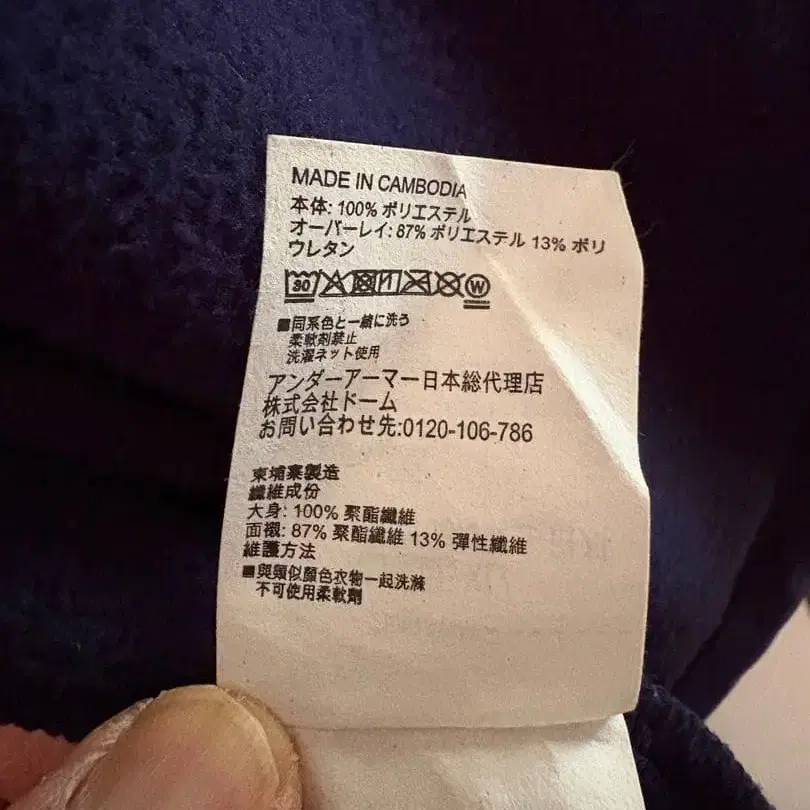 MADE IN CAMBODIA
本体: 100% ポリエステル
オーバーレイ: 87% ポリエステル 13% ポリ
ウレタン
30 W
■同系色と一緒に洗う
柔軟剤禁止
洗濯ネット使用
アンダーアーマー日本総代理店
株式会社ドーム
お問い合わせ先:0120-106-786
柬埔寨製造
纖維成份
大身: 100% 聚酯纖維
面襯: 87% 聚酯纖維 13% 彈性纖維
維護方法
■與類似顏色衣物一起洗滌
不可使用柔軟劑